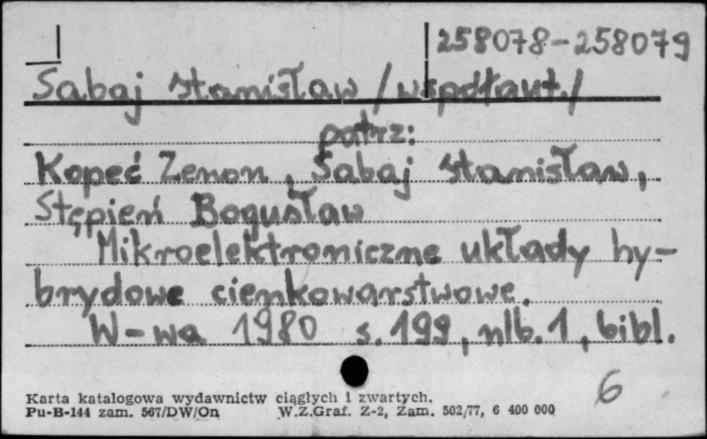 258078-258079
Sabaj Stanisław /współaut./
patrz:
Kopeć Zenon, Sabaj Stanisław,
Stępień Bogusław
Mikroelektroniczne układy hy-
brydowe cienkowarstwowe.
W-wa 1980 s. 199, nlb. 1, bibl.
6
Karta katalogowa wydawnictw ciągłych i zwartych.
Pu-B-144 zam. 567/DW/On W.Z.Graf. Z-2, Zam. 502/77, 6 400 000